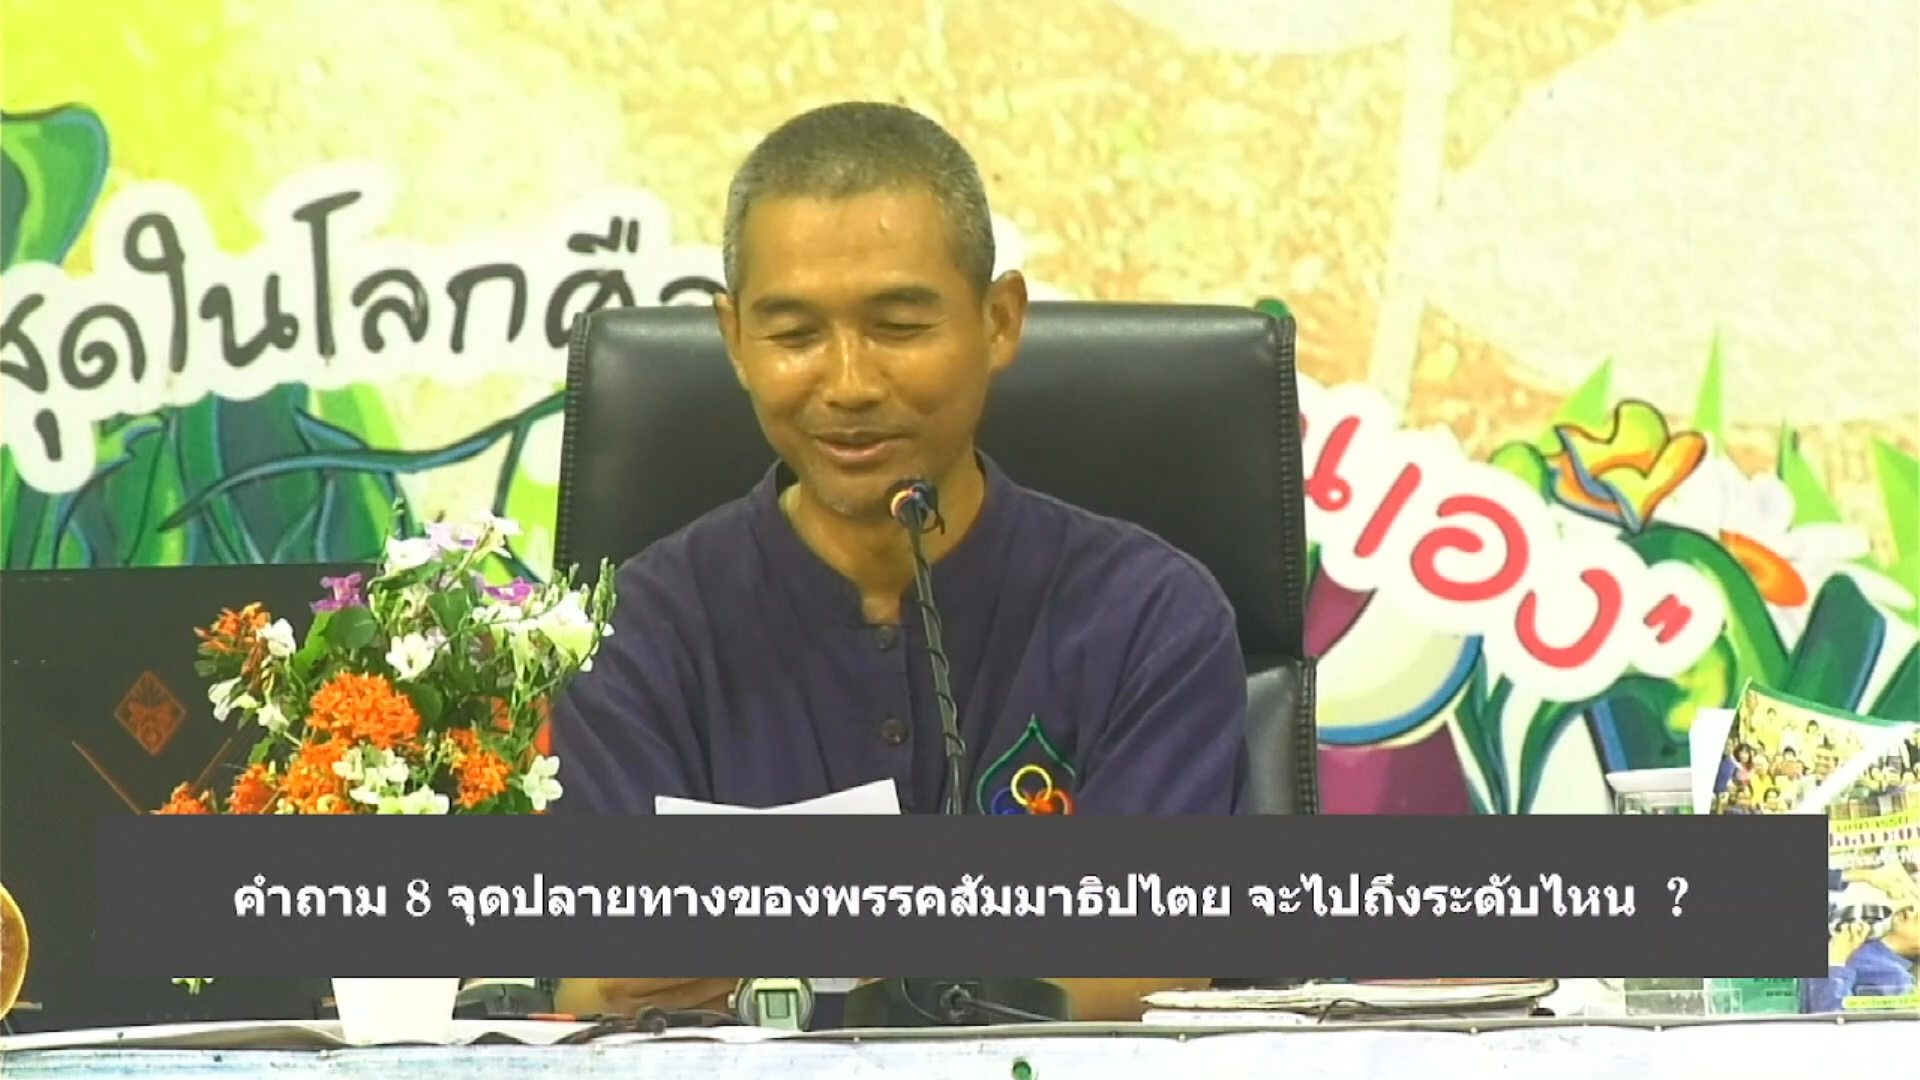 สุดในโลกคือ
นเอง"
คำถาม 8 จุดปลายทางของพรรคสัมมาธิปไตย จะไปถึงระดับไหน ?